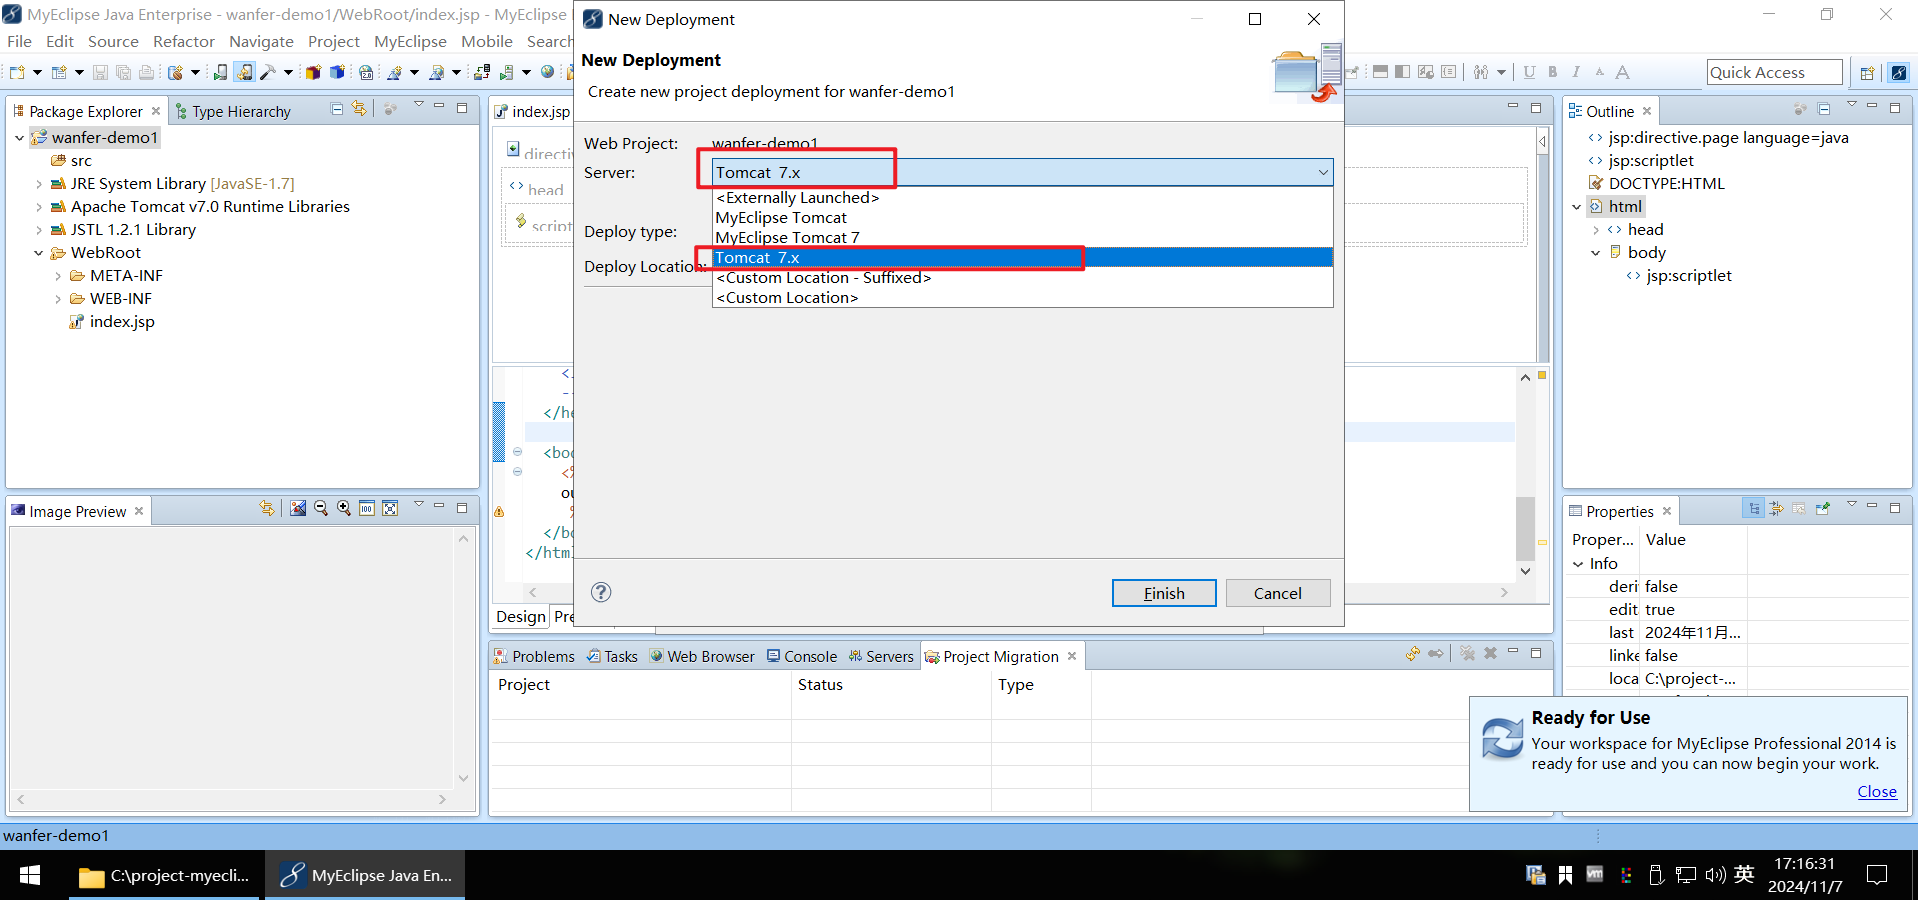 MyEclipse Java Enterprise - wanfer-demo1/WebRoot/index.jsp - MyEclipse
File Edit Source Refactor Navigate Project MyEclipse Mobile Search
Quick Access
New Deployment
New Deployment
Create new project deployment for wanfer-demo1
Web Project: wanfer-demo1
Server: Tomcat 7.x
<Externally Launched>
MyEclipse Tomcat
MyEclipse Tomcat 7
Tomcat 7.x
<Custom Location - Suffixed>
<Custom Location>
Deploy type:
Deploy Location:
Finish Cancel
Package Explorer Type Hierarchy
wanfer-demo1
src
JRE System Library [JavaSE-1.7]
Apache Tomcat v7.0 Runtime Libraries
JSTL 1.2.1 Library
WebRoot
META-INF
WEB-INF
index.jsp
Image Preview
index.jsp
directiv
head
script
<!
--
</he
<bod
<%
ou
%
</bo
</html
Design Pre
Outline
jsp:directive.page language=java
jsp:scriptlet
DOCTYPE:HTML
html
head
body
jsp:scriptlet
Properties
Proper... Value
Info
deri false
edit true
last 2024年11月...
linke false
loca C:\project-...
Problems Tasks Web Browser Console Servers Project Migration
Project Status Type
Ready for Use
Your workspace for MyEclipse Professional 2014 is
ready for use and you can now begin your work.
Close
wanfer-demo1
C:\project-myecli...
MyEclipse Java En...
英
17:16:31
2024/11/7